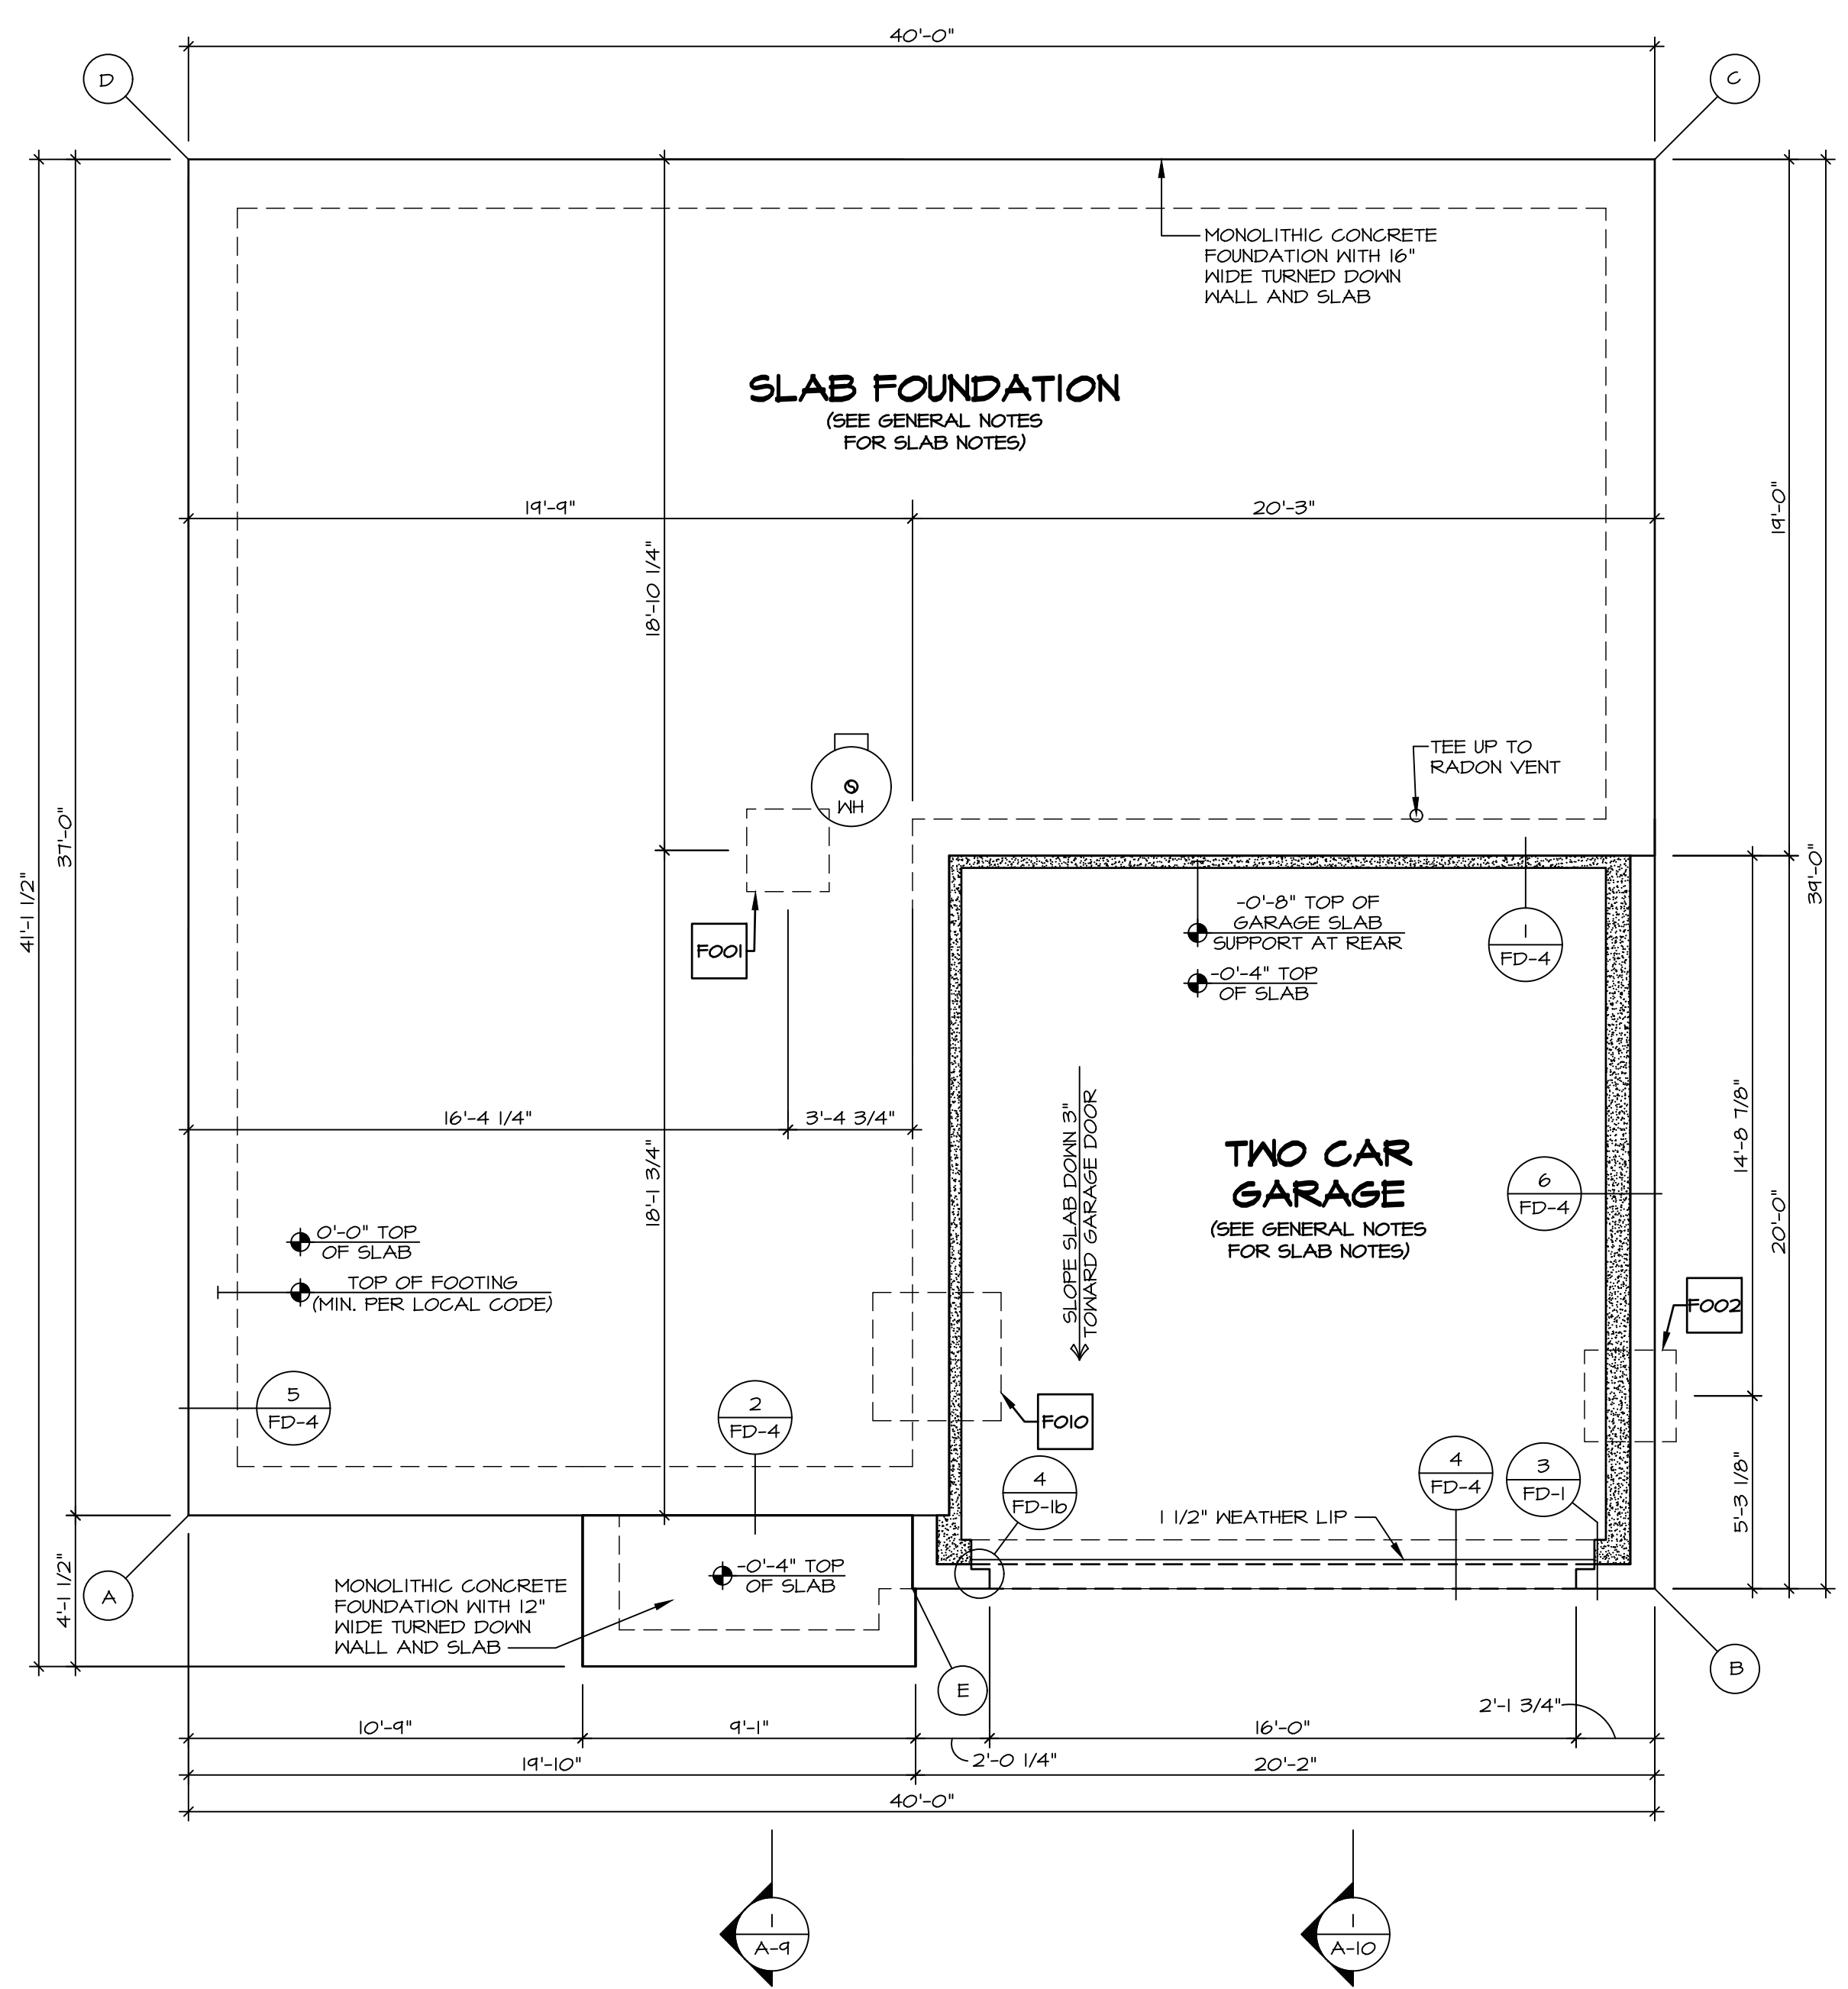 40'-0"
D
C
MONOLITHIC CONCRETE
FOUNDATION WITH 16"
WIDE TURNED DOWN
WALL AND SLAB
SLAB FOUNDATION
(SEE GENERAL NOTES
FOR SLAB NOTES)
19'-9"
20'-3"
19'-0"
18'-10 1/4"
TEE UP TO
RADON VENT
WH
37'-0"
41'-1 1/2"
39'-0"
F001
-0'-8" TOP OF
GARAGE SLAB
SUPPORT AT REAR
-0'-4" TOP
OF SLAB
1
FD-4
16'-4 1/4"
3'-4 3/4"
18'-1 3/4"
SLOPE SLAB DOWN 3"
TOWARD GARAGE DOOR
TWO CAR
GARAGE
(SEE GENERAL NOTES
FOR SLAB NOTES)
6
FD-4
14'-8 7/8"
20'-0"
0'-0" TOP
OF SLAB
TOP OF FOOTING
(MIN. PER LOCAL CODE)
F002
5
FD-4
2
FD-4
F010
4
FD-1b
4
FD-4
3
FD-1
5'-3 1/8"
1 1/2" WEATHER LIP
4'-1 1/2"
A
-0'-4" TOP
OF SLAB
MONOLITHIC CONCRETE
FOUNDATION WITH 12"
WIDE TURNED DOWN
WALL AND SLAB
E
B
2'-1 3/4"
10'-9"
9'-1"
16'-0"
2'-0 1/4"
19'-10"
20'-2"
40'-0"
1
A-9
1
A-10